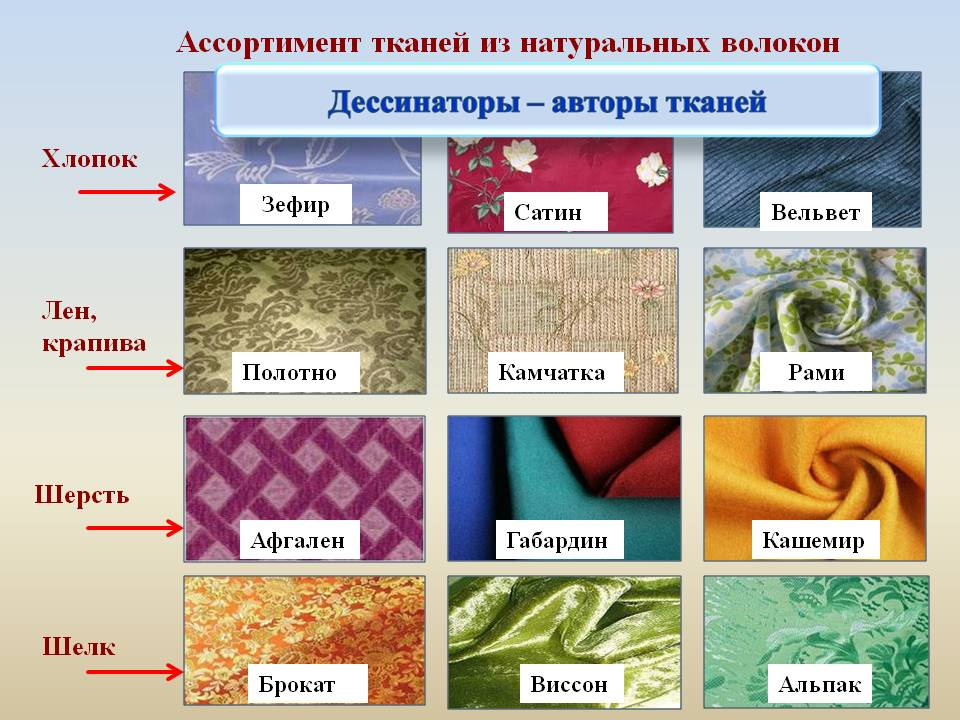 Ассортимент тканей из натуральных волокон
Дессинаторы – авторы тканей
Хлопок
Зефир
Сатин
Вельвет
Лен,
крапива
Полотно
Камчатка
Рами
Шерсть
Афгален
Габардин
Кашемир
Шелк
Брокат
Виссон
Альпак